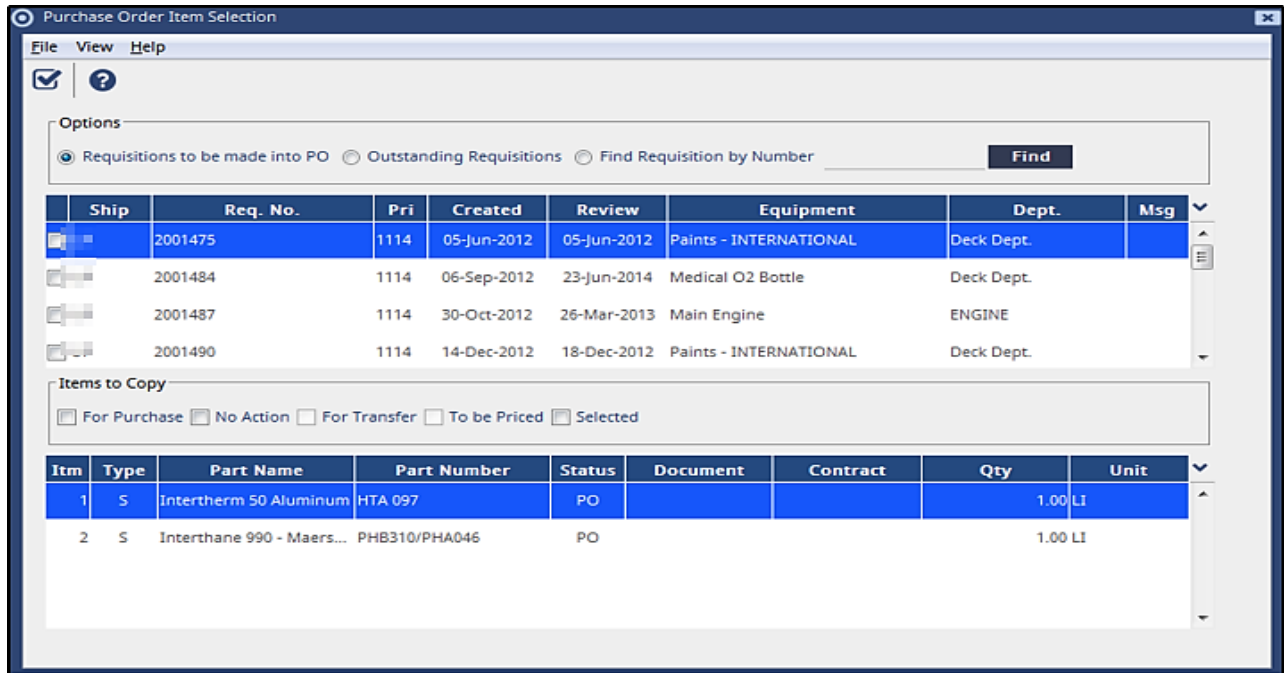 Purchase Order Item Selection
File View Help
Options
Requisitions to be made into PO Outstanding Requisitions Find Requisition by Number Find
Ship Req. No. Pri Created Review Equipment Dept. Msg
2001475 1114 05-Jun-2012 05-Jun-2012 Paints - INTERNATIONAL Deck Dept.
2001484 1114 06-Sep-2012 23-Jun-2014 Medical O2 Bottle Deck Dept.
2001487 1114 30-Oct-2012 26-Mar-2013 Main Engine ENGINE
2001490 1114 14-Dec-2012 18-Dec-2012 Paints - INTERNATIONAL Deck Dept.
Items to Copy
For Purchase No Action For Transfer To be Priced Selected
Itm Type Part Name Part Number Status Document Contract Qty Unit
1 S Intertherm 50 Aluminum HTA 097 PO 1.00 LI
2 S Interthane 990 - Maers... PHB310/PHA046 PO 1.00 LI